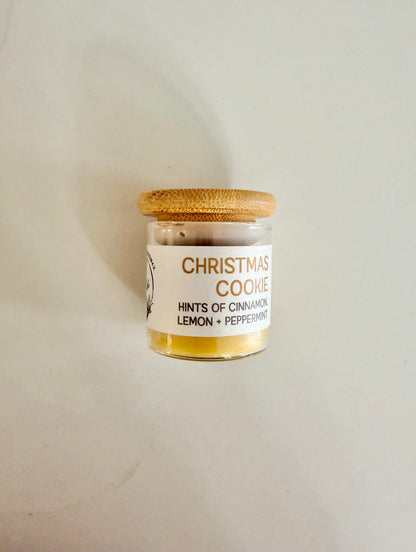 CHRISTMAS
COOKIE
HINTS OF CINNAMON,
LEMON + PEPPERMINT